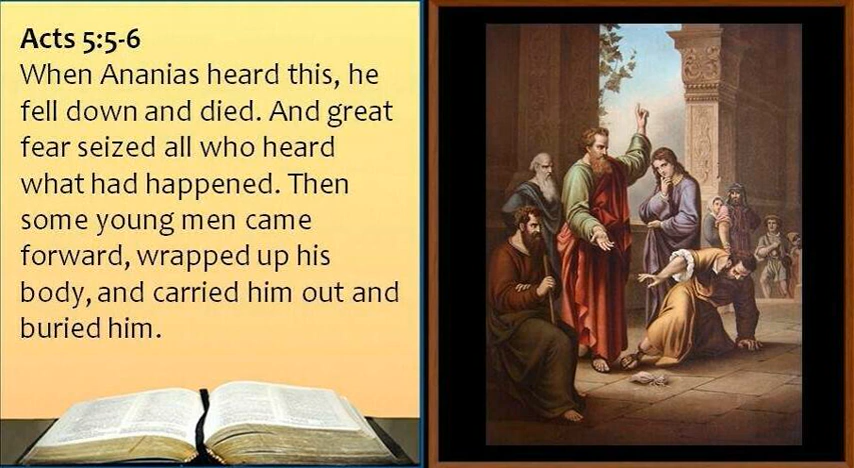 Acts 5:5-6
When Ananias heard this, he
fell down and died. And great
fear seized all who heard
what had happened. Then
some young men came
forward, wrapped up his
body, and carried him out and
buried him.